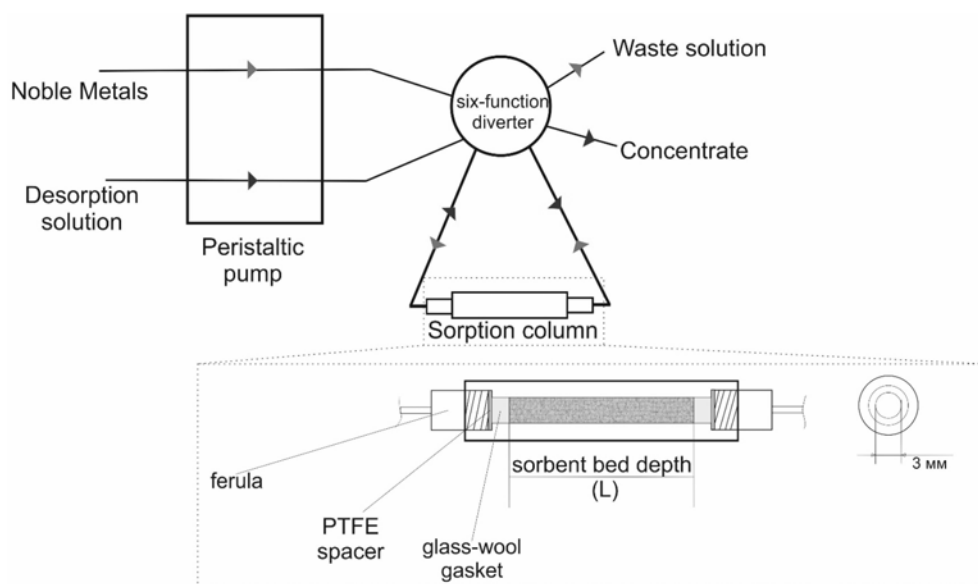 Noble Metals
Desorption
solution
Peristaltic
pump
six-function
diverter
Waste solution
Concentrate
Sorption column
ferula
PTFE
spacer
glass-wool
gasket
sorbent bed depth
(L)
3 мм